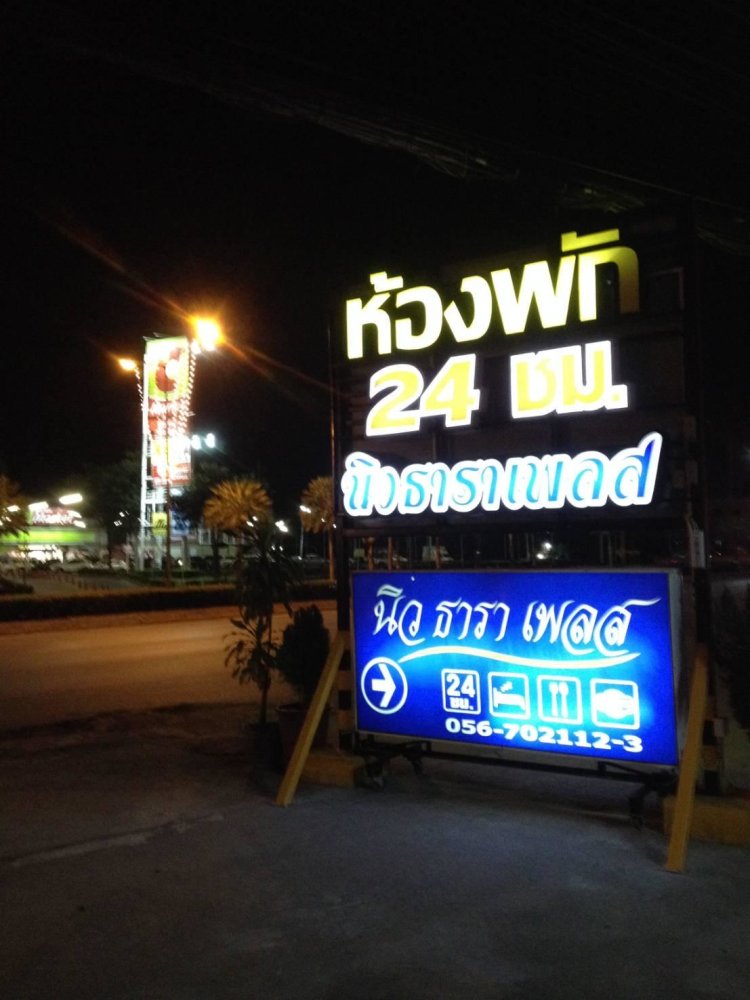 ห้องพัก
24 ชม.
นิวธาราเพลส
นิว ธารา เพลส
24
ชม.
056-702112-3